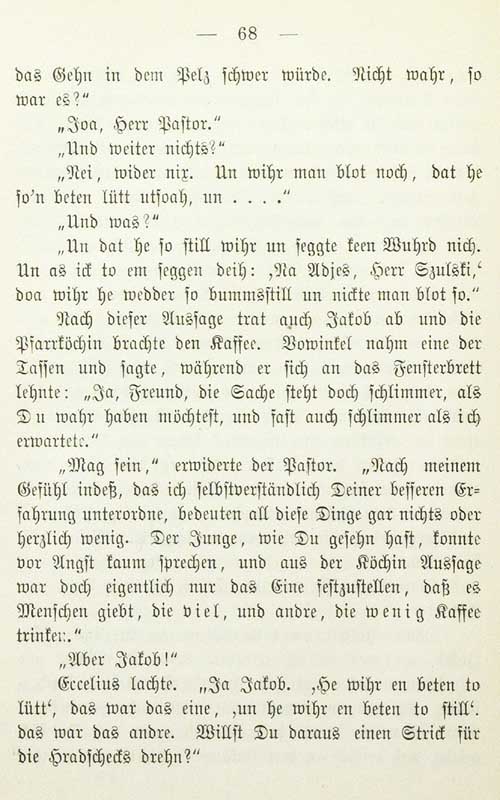 — 68 —
das Gehn in dem Pelz schwer würde. Nicht wahr, so
war es?“
„Joa, Herr Pastor.“
„Und weiter nichts?“
„Nei, wider nix. Un wihr man blot noch, dat he
so'n beten lütt utsoah, un . . . .“
„Und was?“
„Un dat he so still wihr un seggte keen Wuhrd nich.
Un as ick to em seggen deih: ‚Na Adjes, Herr Szulski,‘
doa wihr he wedder so bummsstill un nickte man blot so.“
Nach dieser Aussage trat auch Jakob ab und die
Pfarrköchin brachte den Kaffee. Vowinkel nahm eine der
Tassen und sagte, während er sich an das Fensterbrett
lehnte: „Ja, Freund, die Sache steht doch schlimmer, als
Du wahr haben möchtest, und fast auch schlimmer als ich
erwartete.“
„Mag sein,“ erwiderte der Pastor. „Nach meinem
Gefühl indeß, das ich selbstverständlich Deiner besseren Er-
fahrung unterordne, bedeuten all diese Dinge gar nichts oder
herzlich wenig. Der Junge, wie Du gesehn hast, konnte
vor Angst kaum sprechen, und aus der Köchin Aussage
war doch eigentlich nur das Eine festzustellen, daß es
Menschen giebt, die viel, und andre, die wenig Kaffee
trinken.“
„Aber Jakob!“
Eccelius lachte. „Ja Jakob. ‚He wihr en beten to
lütt‘, das war das eine, ‚un he wihr en beten to still‘.
das war das andre. Willst Du daraus einen Strick für
die Hradschecks drehn?“